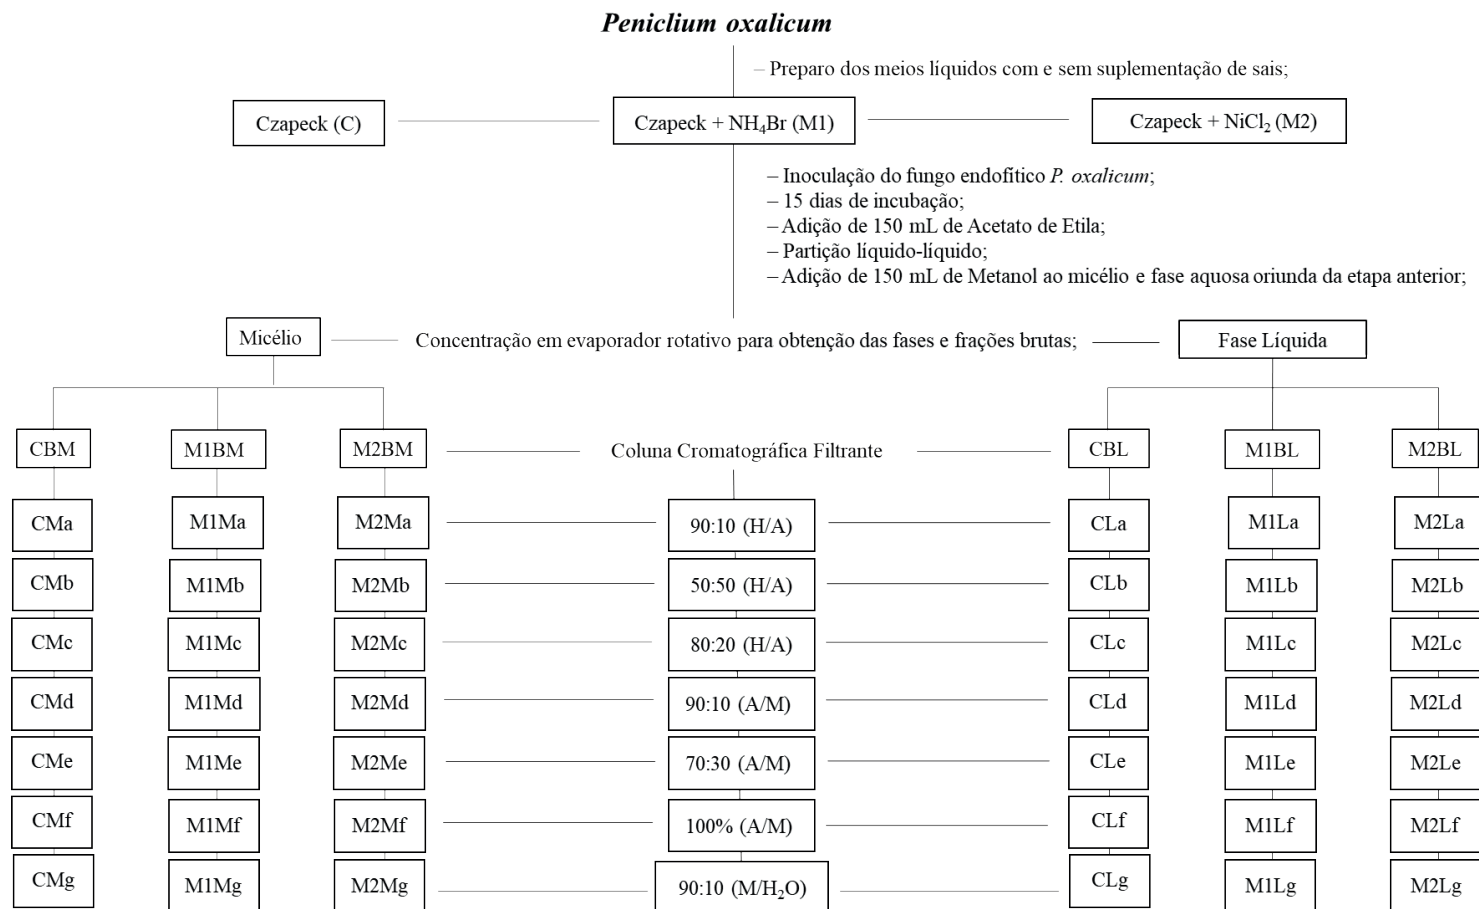 Peniclium oxalicum
– Preparo dos meios líquidos com e sem suplementação de sais;
Czapeck (C)
Czapeck + NH₄Br (M1)
Czapeck + NiCl₂ (M2)
– Inoculação do fungo endofítico P. oxalicum;
– 15 dias de incubação;
– Adição de 150 mL de Acetato de Etila;
– Partição líquido-líquido;
– Adição de 150 mL de Metanol ao micélio e fase aquosa oriunda da etapa anterior;
Micélio
Concentração em evaporador rotativo para obtenção das fases e frações brutas;
Fase Líquida
CBM
M1BM
M2BM
Coluna Cromatográfica Filtrante
CBL
M1BL
M2BL
CMa
M1Ma
M2Ma
90:10 (H/A)
CLa
M1La
M2La
CMb
M1Mb
M2Mb
50:50 (H/A)
CLb
M1Lb
M2Lb
CMc
M1Mc
M2Mc
80:20 (H/A)
CLc
M1Lc
M2Lc
CMd
M1Md
M2Md
90:10 (A/M)
CLd
M1Ld
M2Ld
CMe
M1Me
M2Me
70:30 (A/M)
CLe
M1Le
M2Le
CMf
M1Mf
M2Mf
100% (A/M)
CLf
M1Lf
M2Lf
CMg
M1Mg
M2Mg
90:10 (M/H₂O)
CLg
M1Lg
M2Lg